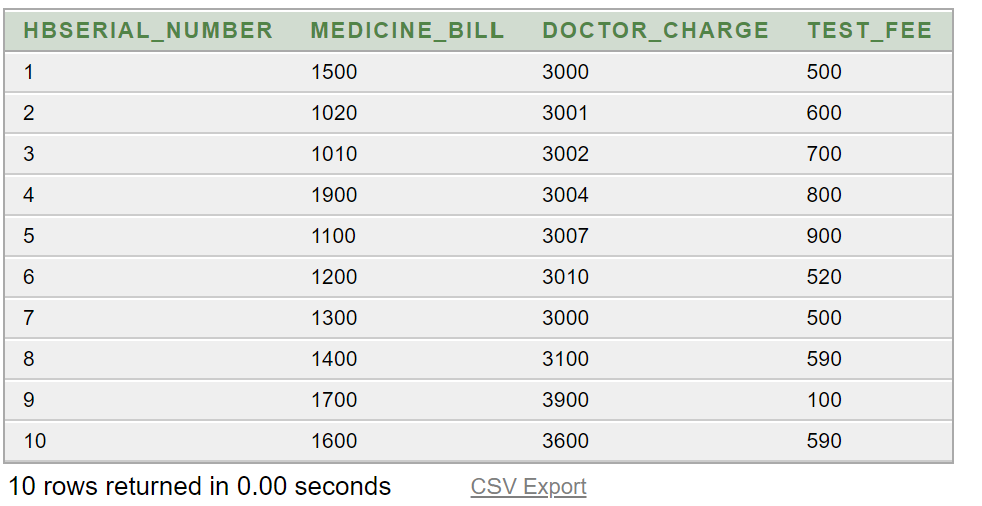 HBSERIAL_NUMBER MEDICINE_BILL DOCTOR_CHARGE TEST_FEE
1 1500 3000 500
2 1020 3001 600
3 1010 3002 700
4 1900 3004 800
5 1100 3007 900
6 1200 3010 520
7 1300 3000 500
8 1400 3100 590
9 1700 3900 100
10 1600 3600 590
10 rows returned in 0.00 seconds CSV Export